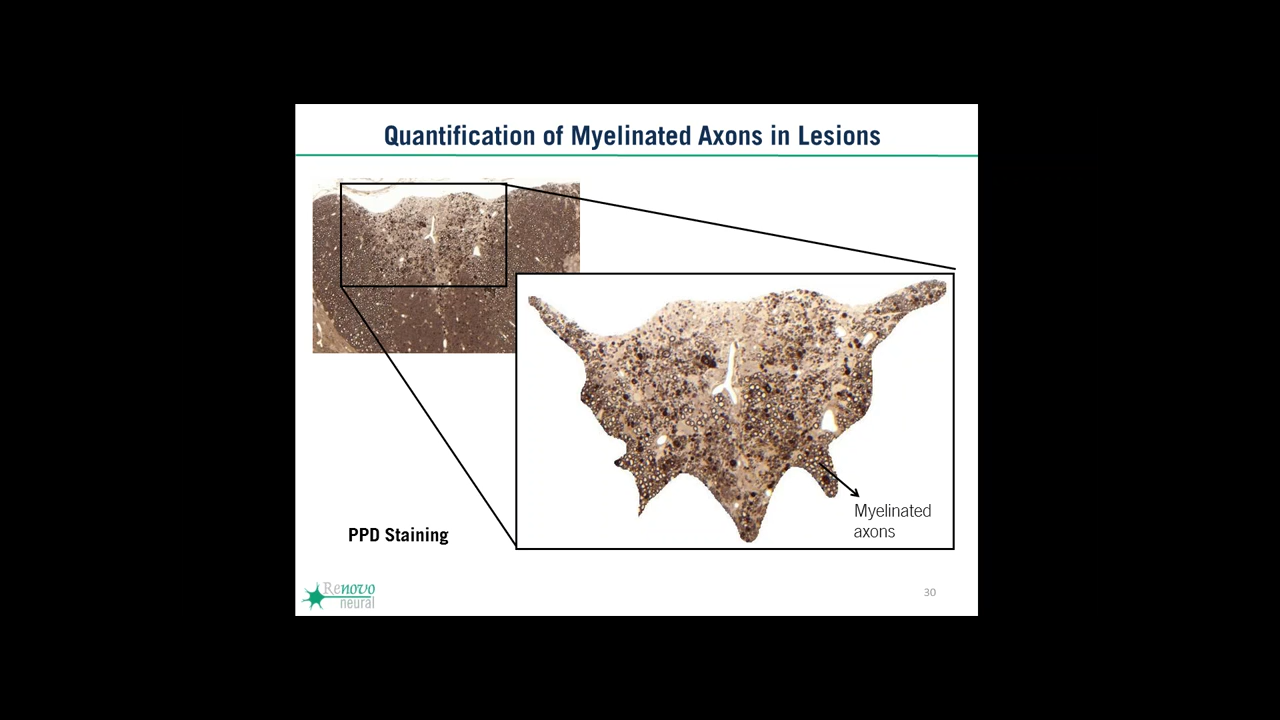 Quantification of Myelinated Axons in Lesions
Myelinated
axons
PPD Staining
Renovo
neural
30